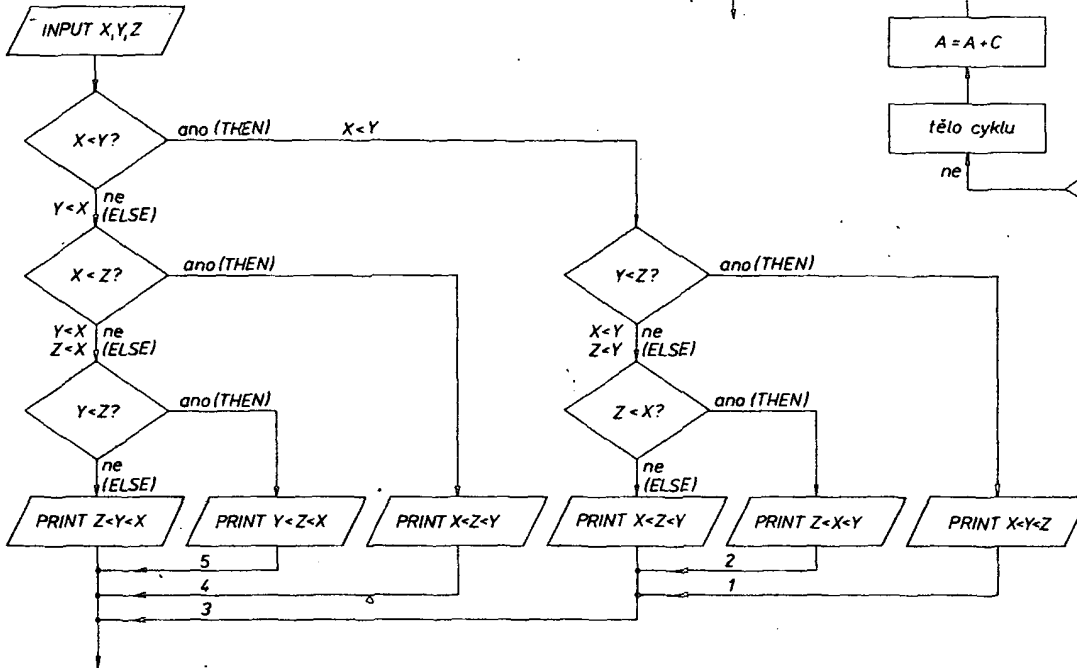 INPUT X,Y,Z
A = A + C
X<Y?
ano (THEN)
X<Y
tělo cyklu
ne
Y<X
ne
(ELSE)
X<Z?
ano (THEN)
Y<Z?
ano (THEN)
Y<X
ne
Z<X
(ELSE)
X<Y
ne
Z<Y
(ELSE)
Y<Z?
ano (THEN)
Z<X?
ano (THEN)
ne
(ELSE)
ne
(ELSE)
PRINT Z<Y<X
PRINT Y<Z<X
PRINT X<Z<Y
PRINT X<Z<Y
PRINT Z<X<Y
PRINT X<Y<Z
5
2
4
1
3